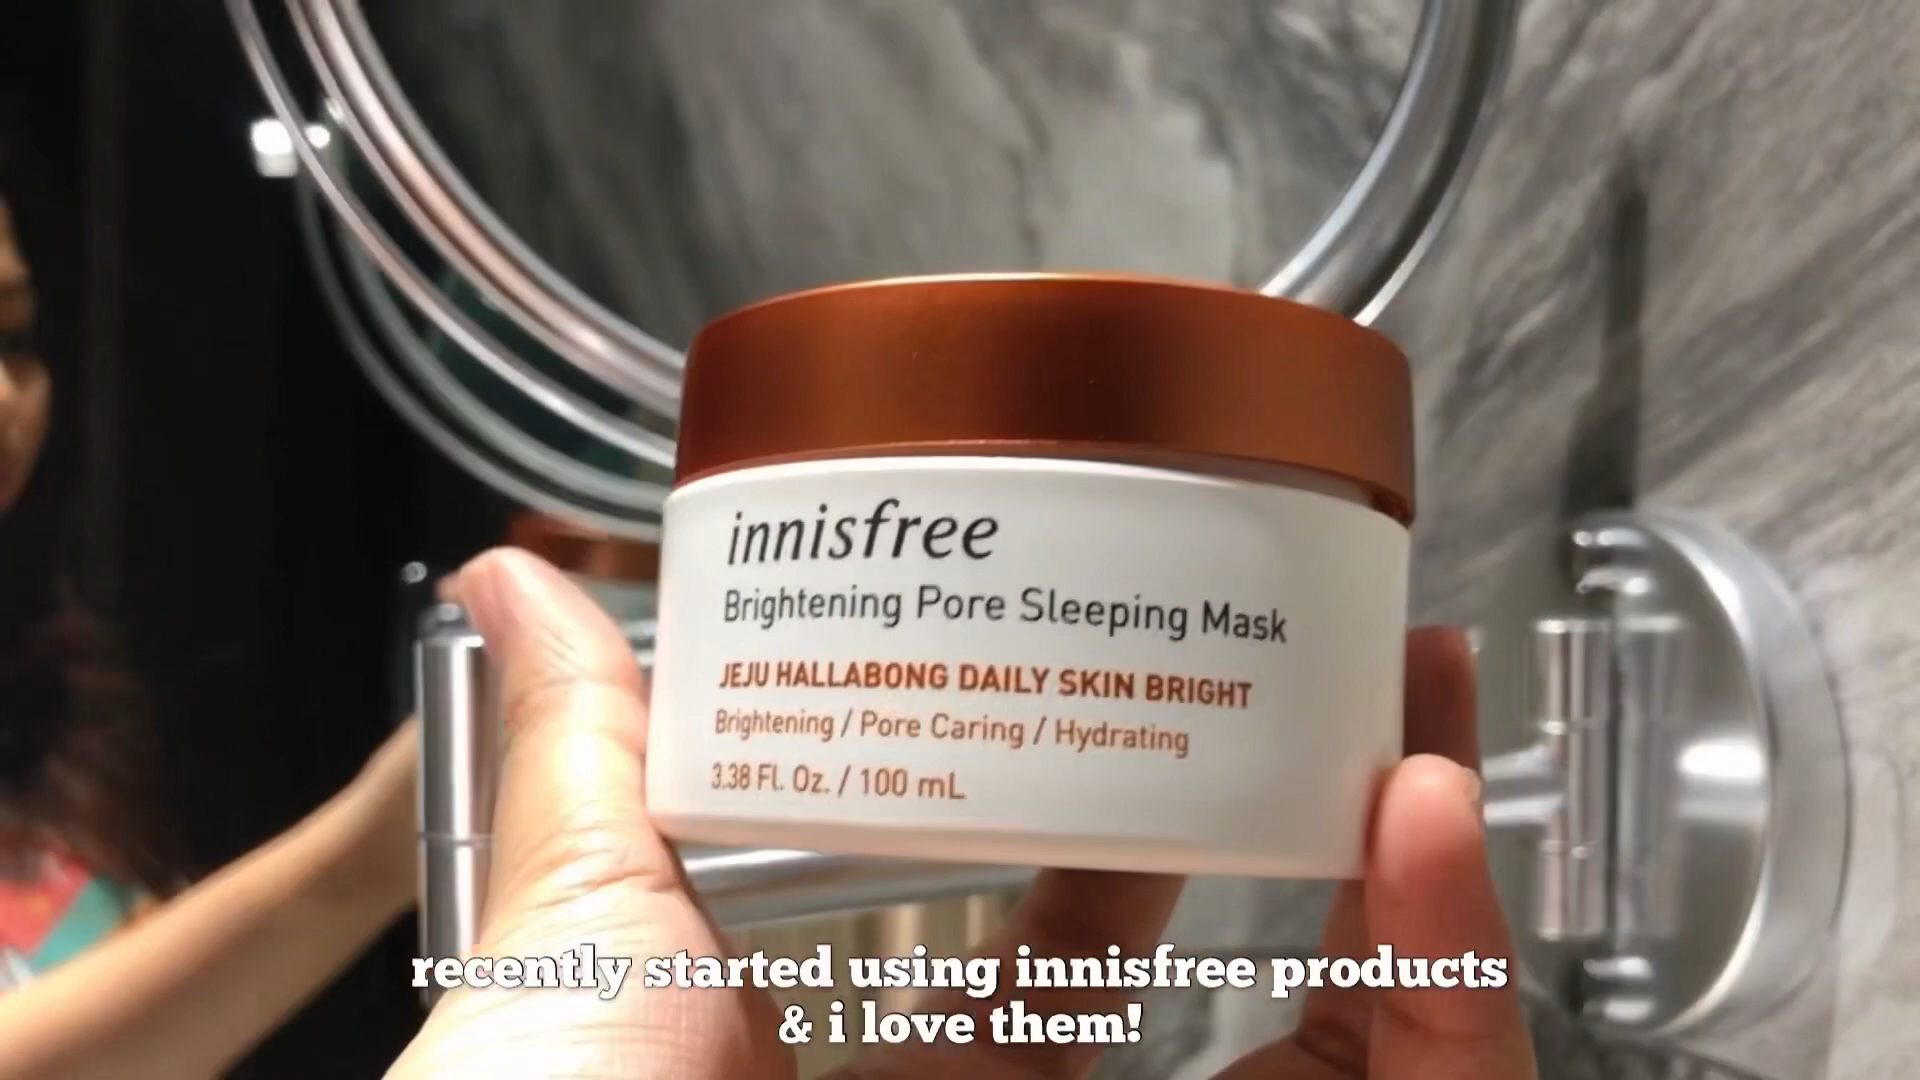 innisfree
Brightening Pore Sleeping Mask
JEJU HALLABONG DAILY SKIN BRIGHT
Brightening / Pore Caring / Hydrating
3.38 Fl. Oz. / 100 mL
recently started using innisfree products
& i love them!